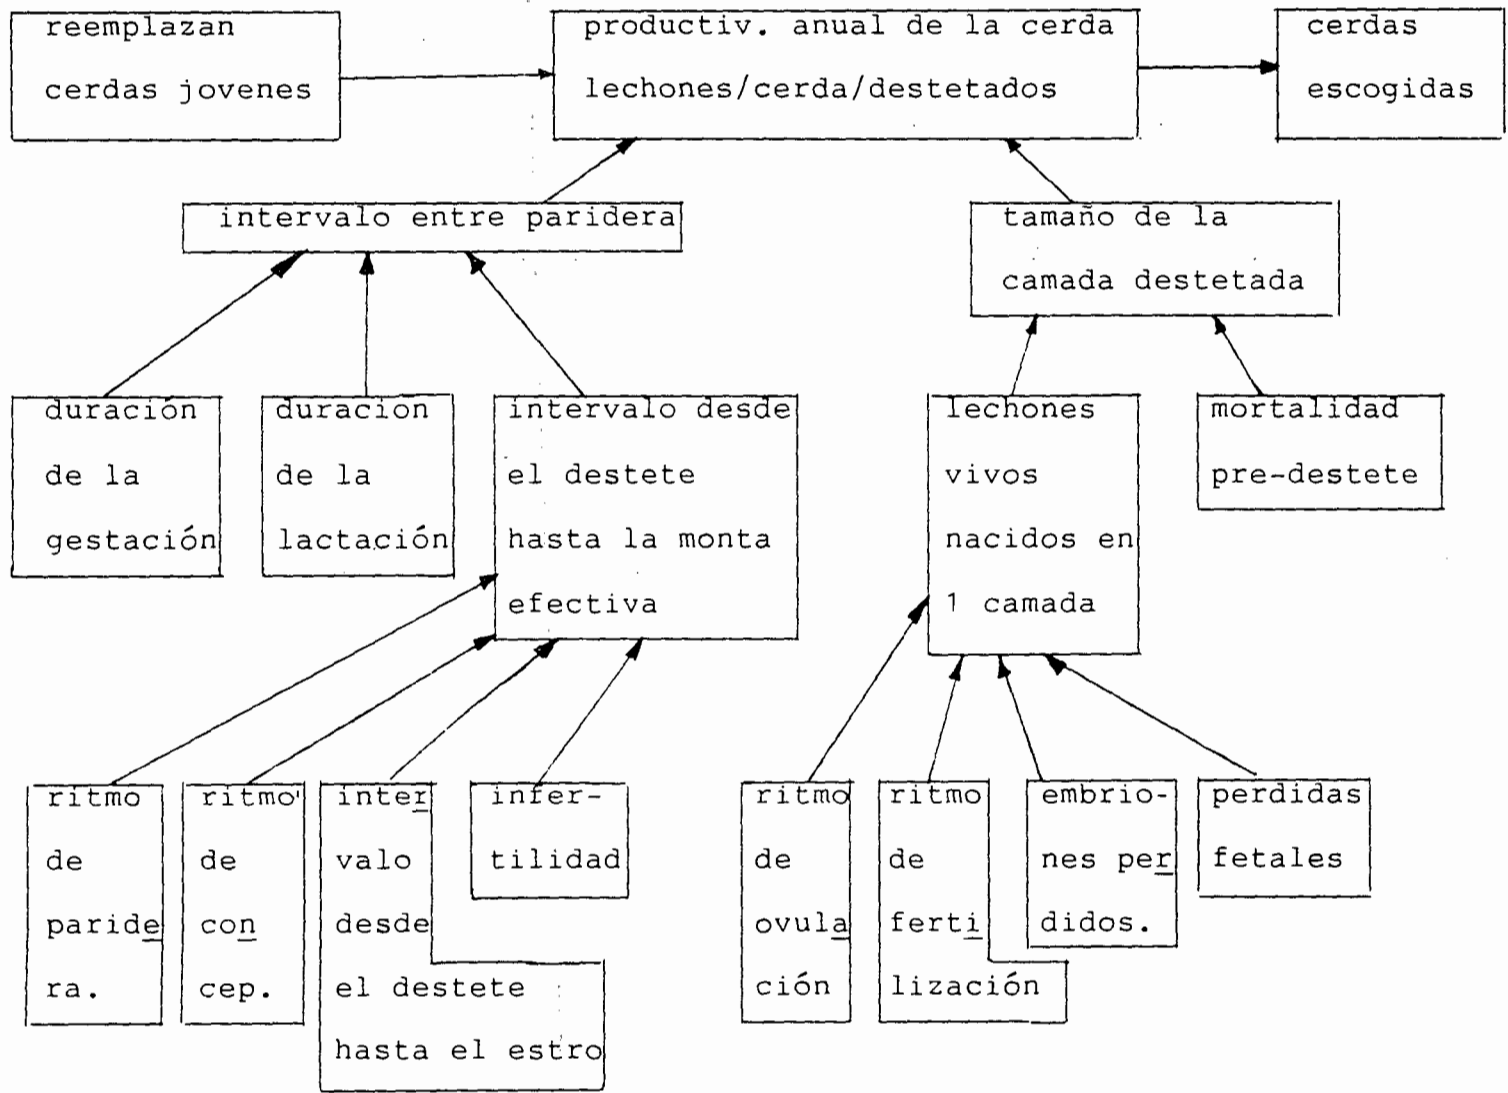 reemplazan
cerdas jovenes
productiv. anual de la cerda
lechones/cerda/destetados
cerdas
escogidas
intervalo entre paridera
tamaño de la
camada destetada
duración
de la
gestación
duracion
de la
lactación
intervalo desde
el destete
hasta la monta
efectiva
lechones
vivos
nacidos en
1 camada
mortalidad
pre-destete
ritmo
de
paride
ra.
ritmo
de
con
cep.
inter
valo
desde
el destete
hasta el estro
infer-
tilidad
ritmo
de
ovula
ción
ritmo
de
ferti
lización
embrio-
nes per
didos.
perdidas
fetales